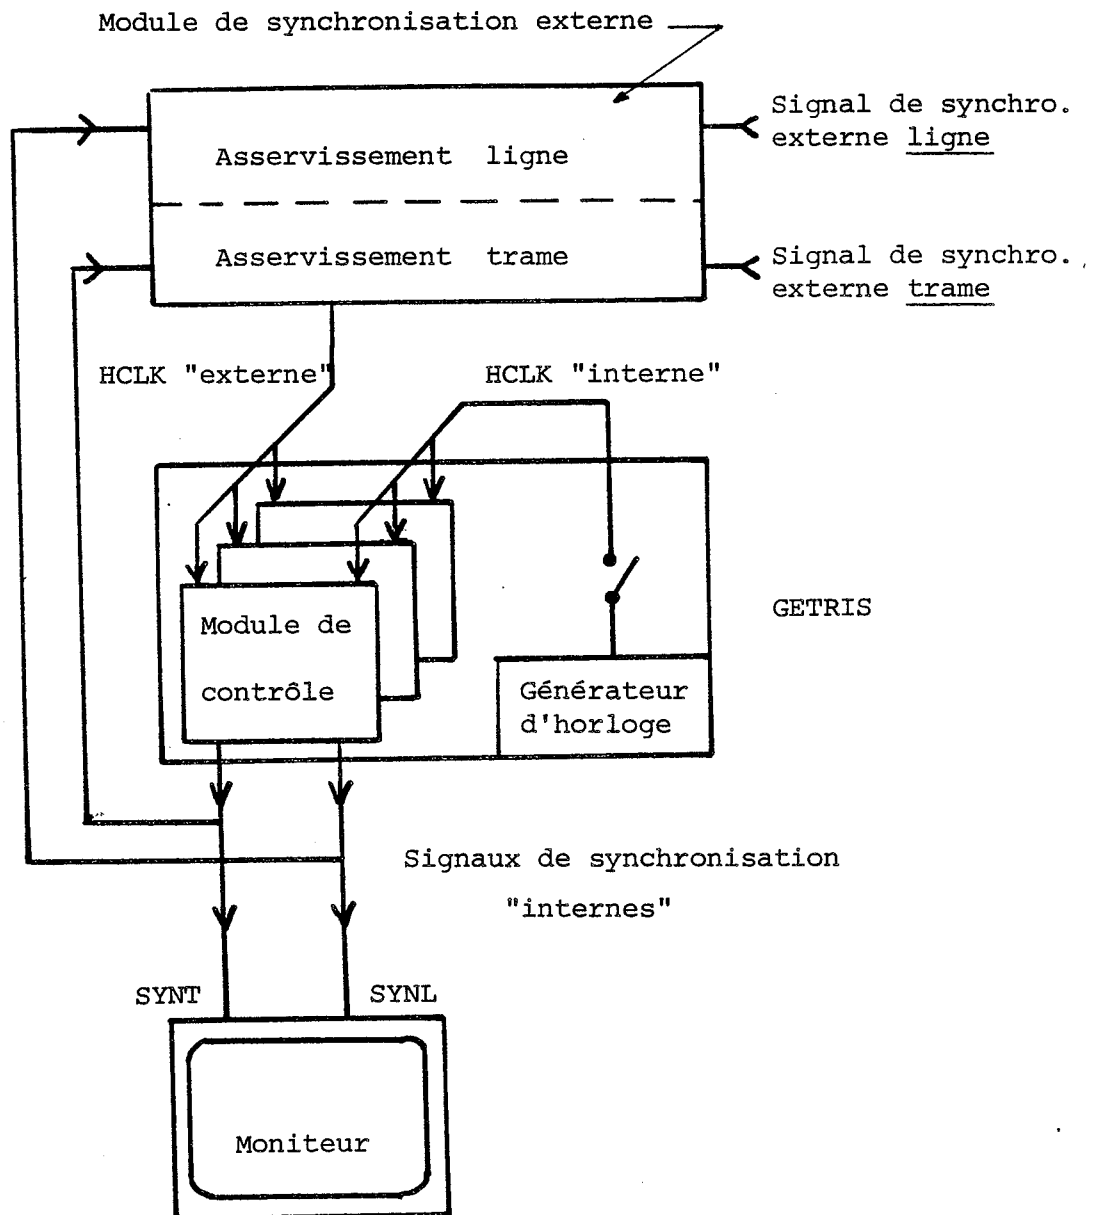 Module de synchronisation externe
Signal de synchro.
externe ligne
Asservissement ligne
Asservissement trame
Signal de synchro.
externe trame
HCLK "externe"
HCLK "interne"
GETRIS
Module de
contrôle
Générateur
d'horloge
Signaux de synchronisation
"internes"
SYNT
SYNL
Moniteur